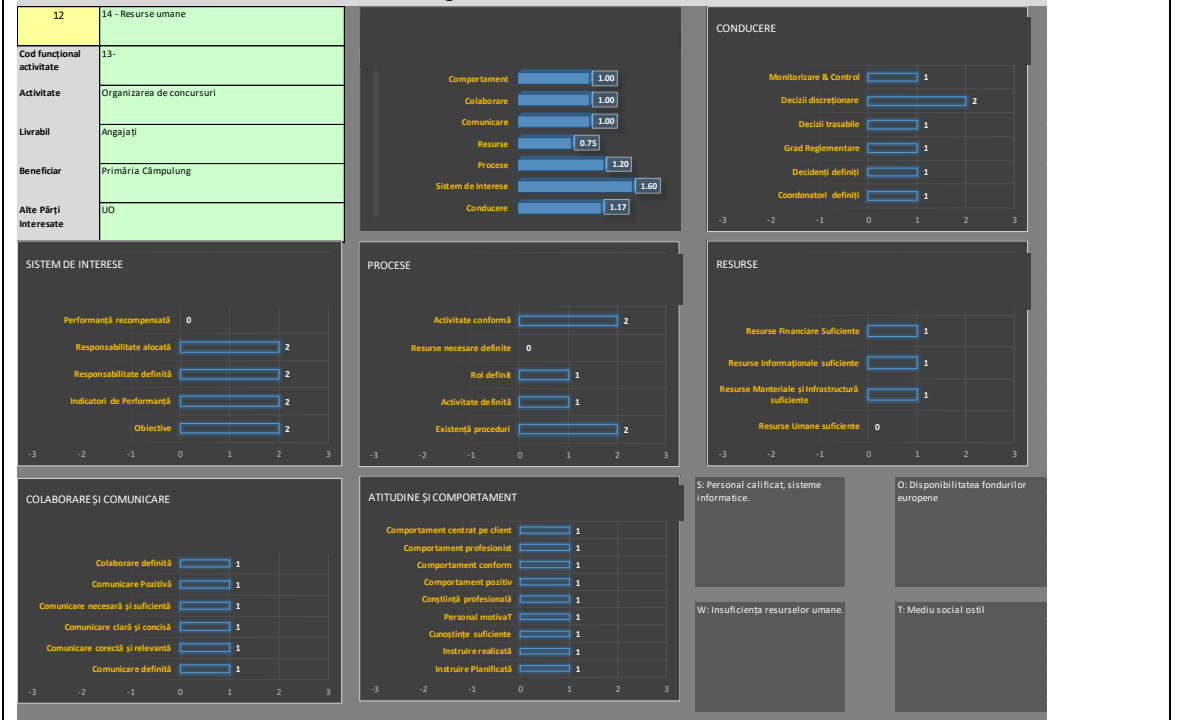 12
14 - Resurse umane
Cod funcțional
activitate
13-
Activitate
Organizarea de concursuri
Livrabil
Angajați
Beneficiar
Primăria Câmpulung
Alte Părți
Interesate
UO
Comportament 1.00
Colaborare 1.00
Comunicare 1.00
Resurse 0.75
Procese 1.20
Sistem de Interese 1.60
Conducere 1.17
CONDUCERE
Monitorizare & Control 1
Decizii discreționare 2
Decizii trasabile 1
Grad Reglementare 1
Decidenți definiți 1
Coordonatori definiți 1
-3 -2 -1 0 1 2 3
SISTEM DE INTERESE
Performanță recompensată 0
Responsabilitate alocată 2
Responsabilitate definită 2
Indicatori de Performanță 2
Obiective 2
-3 -2 -1 0 1 2 3
PROCESE
Activitate conformă 2
Resurse necesare definite 0
Rol definit 1
Activitate definită 1
Existență proceduri 2
-3 -2 -1 0 1 2 3
RESURSE
Resurse Financiare Suficiente 1
Resurse Informaționale suficiente 1
Resurse Manteriale și Infrastructură
suficiente 1
Resurse Umane suficiente 0
-3 -2 -1 0 1 2 3
COLABORARE ȘI COMUNICARE
Colaborare definită 1
Comunicare Pozitivă 1
Comunicare necesară și suficientă 1
Comunicare clară și concisă 1
Comunicare corectă și relevantă 1
Comunicare definită 1
-3 -2 -1 0 1 2 3
ATITUDINE ȘI COMPORTAMENT
Comportament centrat pe client 1
Comportament profesionist 1
Comportament conform 1
Comportament pozitiv 1
Conștiință profesională 1
Personal motivaT 1
Cunoștințe suficiente 1
Instruire realizată 1
Instruire Planificată 1
-3 -2 -1 0 1 2 3
S: Personal calificat, sisteme
informatice.
O: Disponibilitatea fondurilor
europene
W: Insuficiența resurselor umane.
T: Mediu social ostil